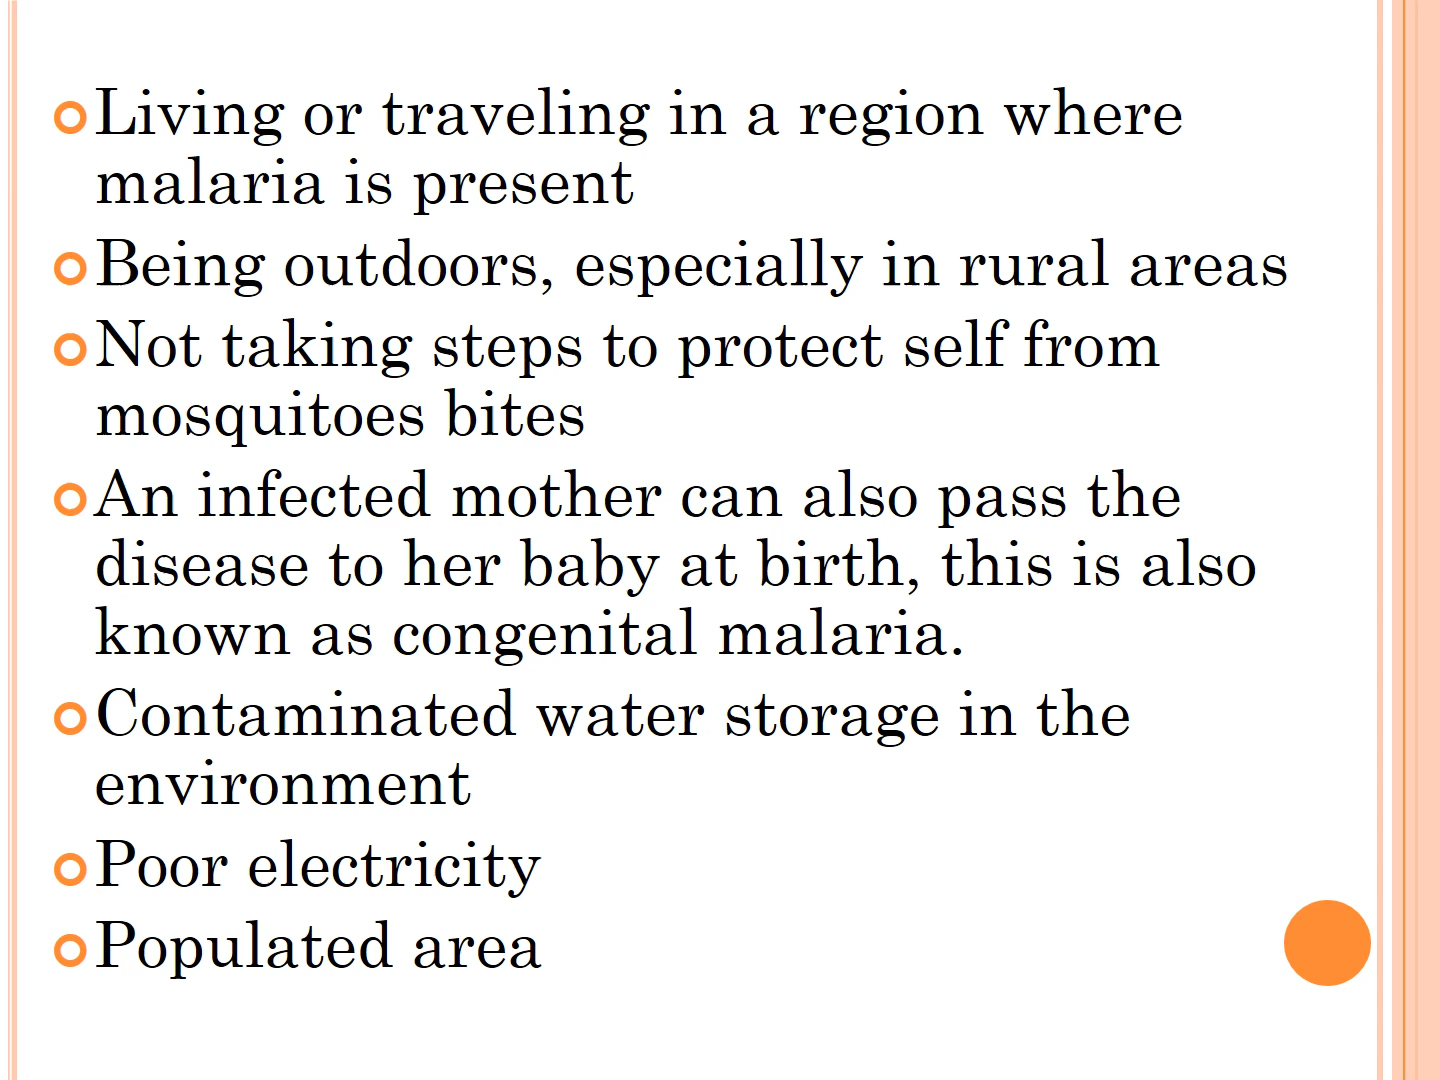 Living or traveling in a region where
malaria is present
Being outdoors, especially in rural areas
Not taking steps to protect self from
mosquitoes bites
An infected mother can also pass the
disease to her baby at birth, this is also
known as congenital malaria.
Contaminated water storage in the
environment
Poor electricity
Populated area